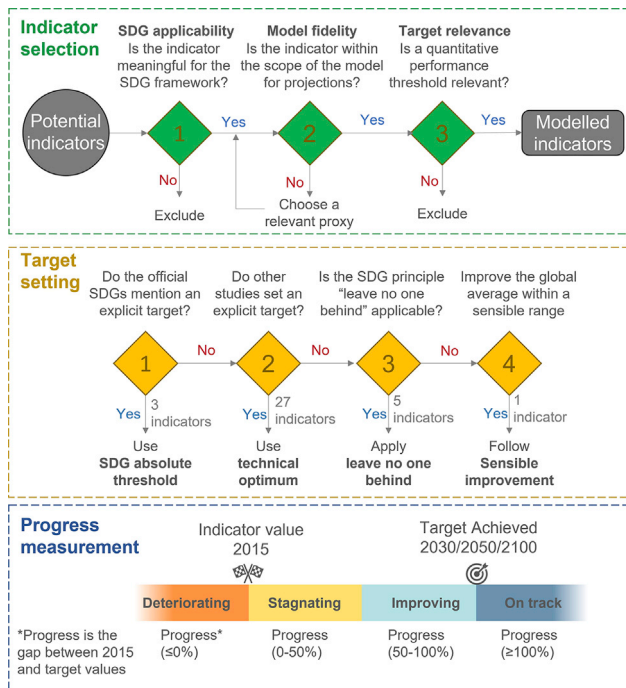 Indicator
selection
SDG applicability
Is the indicator
meaningful for the
SDG framework?
Model fidelity
Is the indicator within
the scope of the model
for projections?
Target relevance
Is a quantitative
performance
threshold relevant?
Potential
indicators
1
Yes
2
Yes
3
Yes
Modelled
indicators
No
No
No
Exclude
Choose a
relevant proxy
Exclude
Target
setting
Do the official
SDGs mention an
explicit target?
Do other
studies set an
explicit target?
Is the SDG principle
“leave no one
behind” applicable?
Improve the global
average within a
sensible range
1
No
2
No
3
No
4
Yes
3
indicators
Yes
27
indicators
Yes
5
indicators
Yes
1
indicator
Use
SDG absolute
threshold
Use
technical
optimum
Apply
leave no one
behind
Follow
Sensible
improvement
Progress
measurement
Indicator value
2015
Target Achieved
2030/2050/2100
Deteriorating
Stagnating
Improving
On track
*Progress is the
gap between 2015
and target values
Progress*
(≤0%)
Progress
(0-50%)
Progress
(50-100%)
Progress
(≥100%)